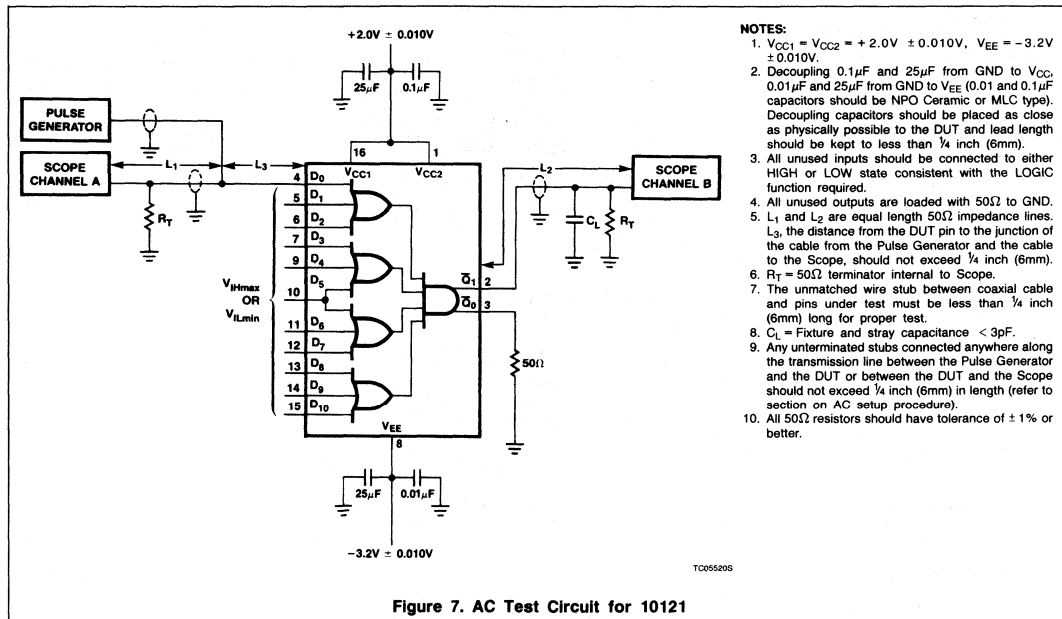 +2.0V ± 0.010V
25μF
0.1μF
PULSE
GENERATOR
SCOPE
CHANNEL A
L1
L3
RT
16
1
VCC1
VCC2
4 D0
5 D1
D2
6
7 D3
9 D4
D5
10
11 D6
12 D7
13 D8
14 D9
15 D10
VIHmax
OR
VILmin
VEE
8
Q̅1 2
Q̅0 3
L2
SCOPE
CHANNEL B
CL
RT
50Ω
25μF
0.01μF
−3.2V ± 0.010V
TC05520S
NOTES:
1. VCC1 = VCC2 = +2.0V ±0.010V, VEE = −3.2V
±0.010V.
2. Decoupling 0.1μF and 25μF from GND to VCC,
0.01μF and 25μF from GND to VEE (0.01 and 0.1μF
capacitors should be NPO Ceramic or MLC type).
Decoupling capacitors should be placed as close
as physically possible to the DUT and lead length
should be kept to less than ¼ inch (6mm).
3. All unused inputs should be connected to either
HIGH or LOW state consistent with the LOGIC
function required.
4. All unused outputs are loaded with 50Ω to GND.
5. L1 and L2 are equal length 50Ω impedance lines.
L3, the distance from the DUT pin to the junction of
the cable from the Pulse Generator and the cable
to the Scope, should not exceed ¼ inch (6mm).
6. RT = 50Ω terminator internal to Scope.
7. The unmatched wire stub between coaxial cable
and pins under test must be less than ¼ inch
(6mm) long for proper test.
8. CL = Fixture and stray capacitance < 3pF.
9. Any unterminated stubs connected anywhere along
the transmission line between the Pulse Generator
and the DUT or between the DUT and the Scope
should not exceed ¼ inch (6mm) in length (refer to
section on AC setup procedure).
10. All 50Ω resistors should have tolerance of ±1% or
better.
Figure 7. AC Test Circuit for 10121